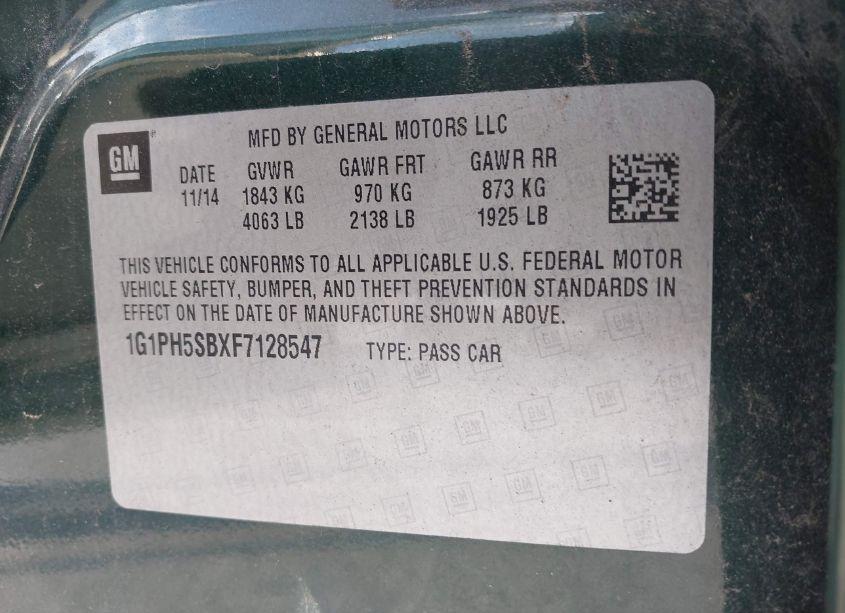 GM
®
MFD BY GENERAL MOTORS LLC
DATE GVWR GAWR FRT GAWR RR
11/14 1843 KG 970 KG 873 KG
4063 LB 2138 LB 1925 LB
THIS VEHICLE CONFORMS TO ALL APPLICABLE U.S. FEDERAL MOTOR
VEHICLE SAFETY, BUMPER, AND THEFT PREVENTION STANDARDS IN
EFFECT ON THE DATE OF MANUFACTURE SHOWN ABOVE.
1G1PH5SBXF7128547 TYPE: PASS CAR